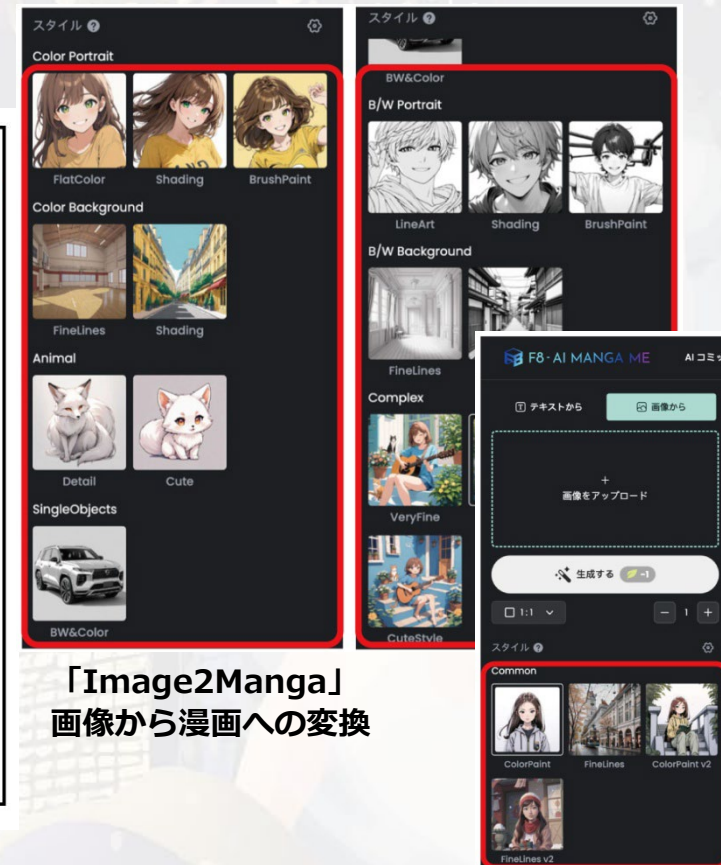 スタイル ?
Color Portrait
FlatColor Shading BrushPaint
Color Background
FineLines Shading
Animal
Detail Cute
SingleObjects
BW&Color
「Image2Manga」
画像から漫画への変換
スタイル ?
BW&Color
B/W Portrait
LineArt Shading BrushPaint
B/W Background
FineLines
Complex
VeryFine
CuteStyle
F8-AI MANGA ME AI コミッ
テキストから 画像から
+
画像をアップロード
生成する -1
1:1 − 1 +
スタイル ?
Common
ColorPaint FineLines ColorPaint v2
FineLines v2